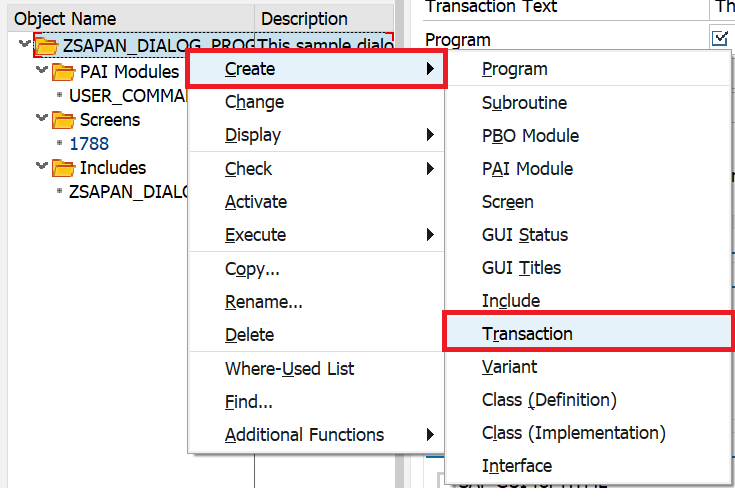 Object Name
Description
Transaction Text
Th
ZSAPAN_DIALOG_PROG
This sample dialo
Program
PAI Modules
USER_COMMA
Screens
1788
Includes
ZSAPAN_DIALO
Create
Change
Display
Check
Activate
Execute
Copy...
Rename...
Delete
Where-Used List
Find...
Additional Functions
Program
Subroutine
PBO Module
PAI Module
Screen
GUI Status
GUI Titles
Include
Transaction
Variant
Class (Definition)
Class (Implementation)
Interface